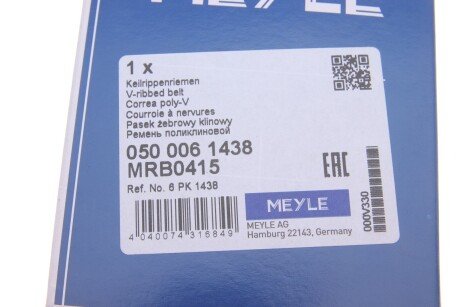 MEYLE
1 x
Keilrippenriemen
V-ribbed belt
Correa poly-V
Courroie à nervures
Pasek żebrowy klinowy
Ремень поликлиновой
050 006 1438
MRB0415
Ref. No. 6 PK 1438
EAC
MEYLE
MEYLE AG
Hamburg 22143, Germany
4 040074 316849
000V330